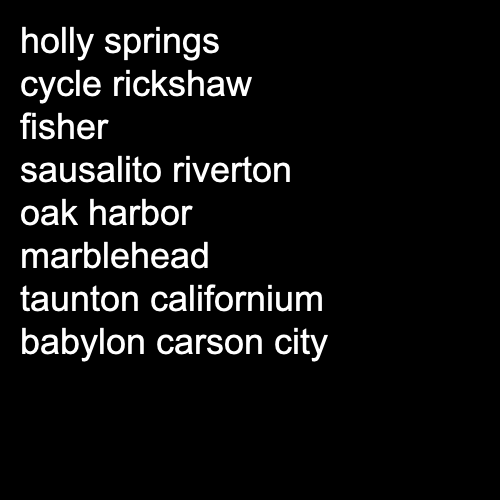 holly springs
cycle rickshaw
fisher
sausalito riverton
oak harbor
marblehead
taunton californium
babylon carson city